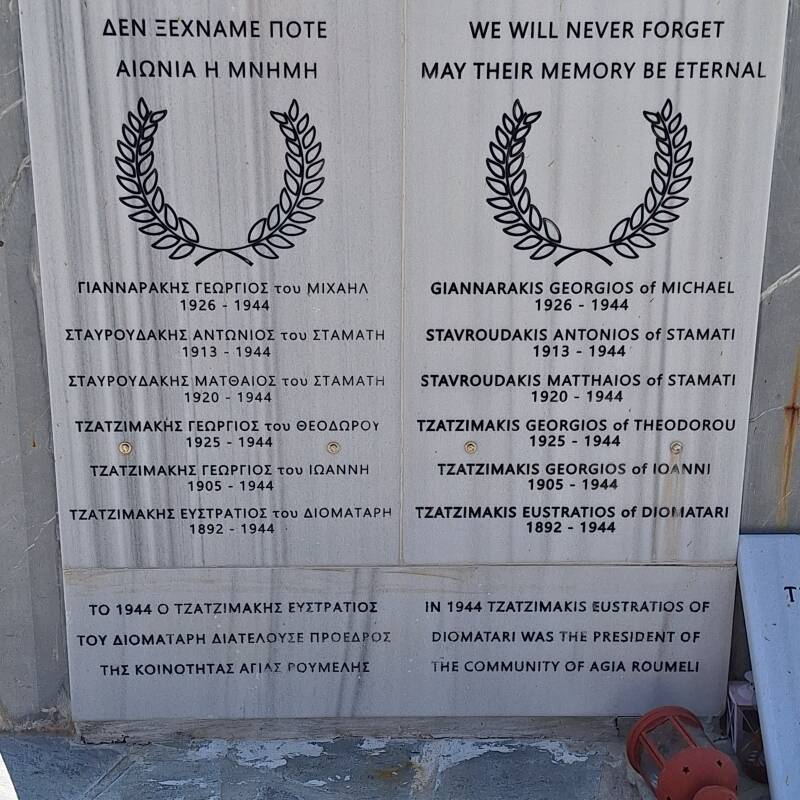 ΔΕΝ ΞΕΧΝΑΜΕ ΠΟΤΕ
ΑΙΩΝΙΑ Η ΜΝΗΜΗ
ΓΙΑΝΝΑΡΑΚΗΣ ΓΕΩΡΓΙΟΣ του ΜΙΧΑΗΛ
1926 - 1944
ΣΤΑΥΡΟΥΔΑΚΗΣ ΑΝΤΩΝΙΟΣ του ΣΤΑΜΑΤΗ
1913 - 1944
ΣΤΑΥΡΟΥΔΑΚΗΣ ΜΑΤΘΑΙΟΣ του ΣΤΑΜΑΤΗ
1920 - 1944
ΤΖΑΤΖΙΜΑΚΗΣ ΓΕΩΡΓΙΟΣ του ΘΕΟΔΩΡΟΥ
1925 - 1944
ΤΖΑΤΖΙΜΑΚΗΣ ΓΕΩΡΓΙΟΣ του ΙΩΑΝΝΗ
1905 - 1944
ΤΖΑΤΖΙΜΑΚΗΣ ΕΥΣΤΡΑΤΙΟΣ του ΔΙΟΜΑΤΑΡΗ
1892 - 1944
WE WILL NEVER FORGET
MAY THEIR MEMORY BE ETERNAL
GIANNARAKIS GEORGIOS of MICHAEL
1926 - 1944
STAVROUDAKIS ANTONIOS of STAMATI
1913 - 1944
STAVROUDAKIS MATTHAIOS of STAMATI
1920 - 1944
TZATZIMAKIS GEORGIOS of THEODOROU
1925 - 1944
TZATZIMAKIS GEORGIOS of IOANNI
1905 - 1944
TZATZIMAKIS EUSTRATIOS of DIOMATARI
1892 - 1944
ΤΟ 1944 Ο ΤΖΑΤΖΙΜΑΚΗΣ ΕΥΣΤΡΑΤΙΟΣ
ΤΟΥ ΔΙΟΜΑΤΑΡΗ ΔΙΑΤΕΛΟΥΣΕ ΠΡΟΕΔΡΟΣ
ΤΗΣ ΚΟΙΝΟΤΗΤΑΣ ΑΓΙΑΣ ΡΟΥΜΕΛΗΣ
IN 1944 TZATZIMAKIS EUSTRATIOS OF
DIOMATARI WAS THE PRESIDENT OF
THE COMMUNITY OF AGIA ROUMELI